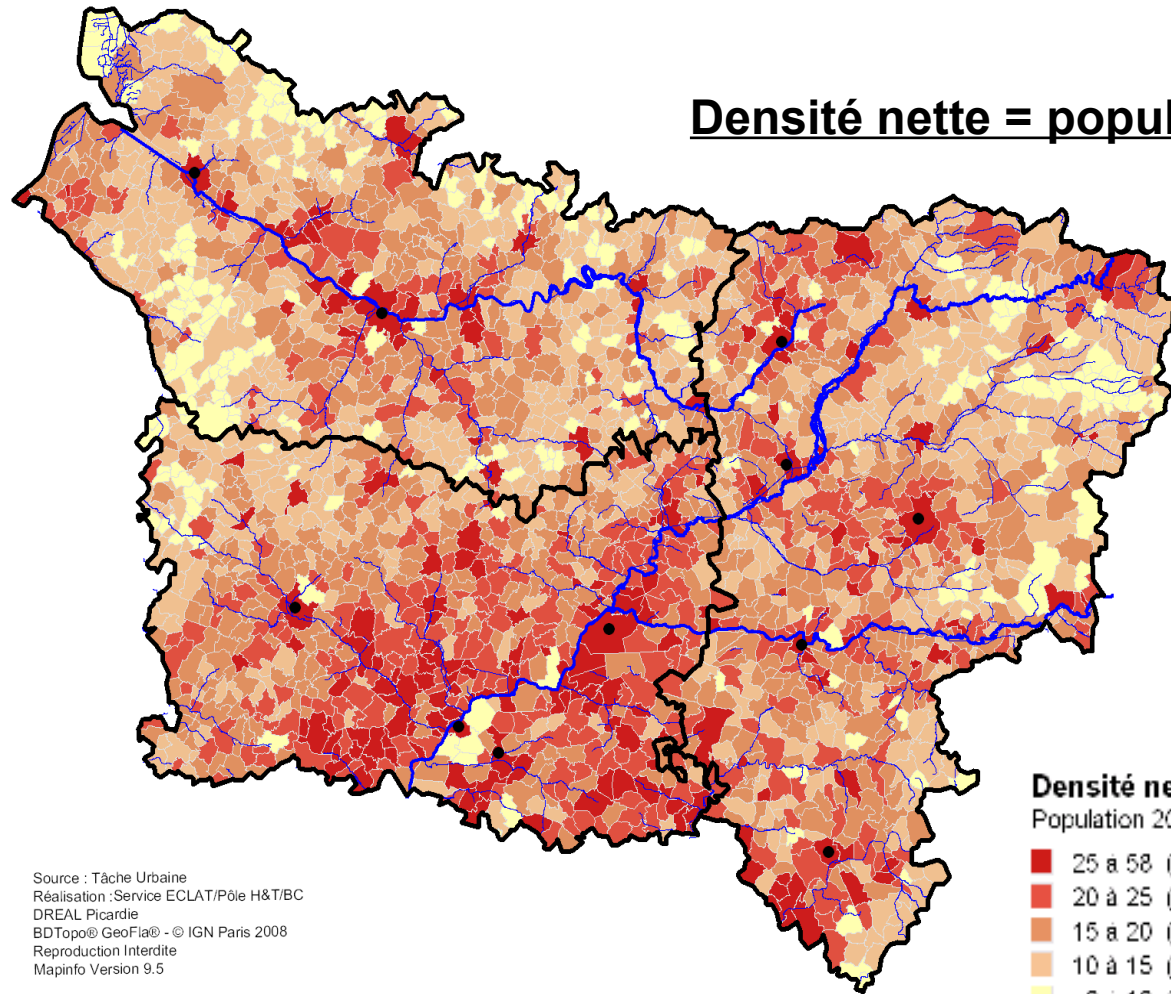 Densité nette = popul
Densité ne
Population 20
25 à 58 (
20 à 25 (
15 à 20 (
10 à 15 (
Source : Tâche Urbaine
Réalisation :Service ECLAT/Pôle H&T/BC
DREAL Picardie
BDTopo® GeoFla® - © IGN Paris 2008
Reproduction Interdite
Mapinfo Version 9.5